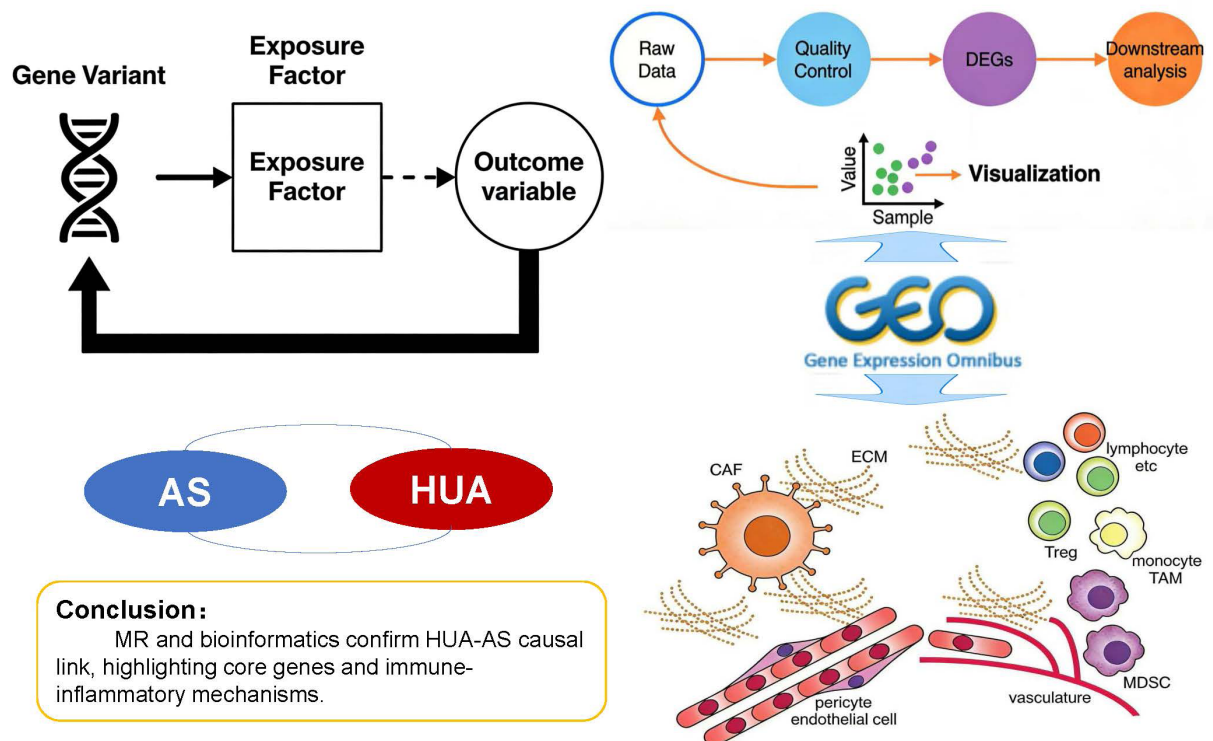 Gene Variant
Exposure
Factor
Exposure
Factor
Outcome
variable
Raw
Data
Quality
Control
DEGs
Downstream
analysis
Value
Sample
Visualization
GEO
Gene Expression Omnibus
AS
HUA
Conclusion：
MR and bioinformatics confirm HUA-AS causal
link, highlighting core genes and immune-
inflammatory mechanisms.
CAF
ECM
lymphocyte
etc
Treg
monocyte
TAM
MDSC
vasculature
pericyte
endothelial cell